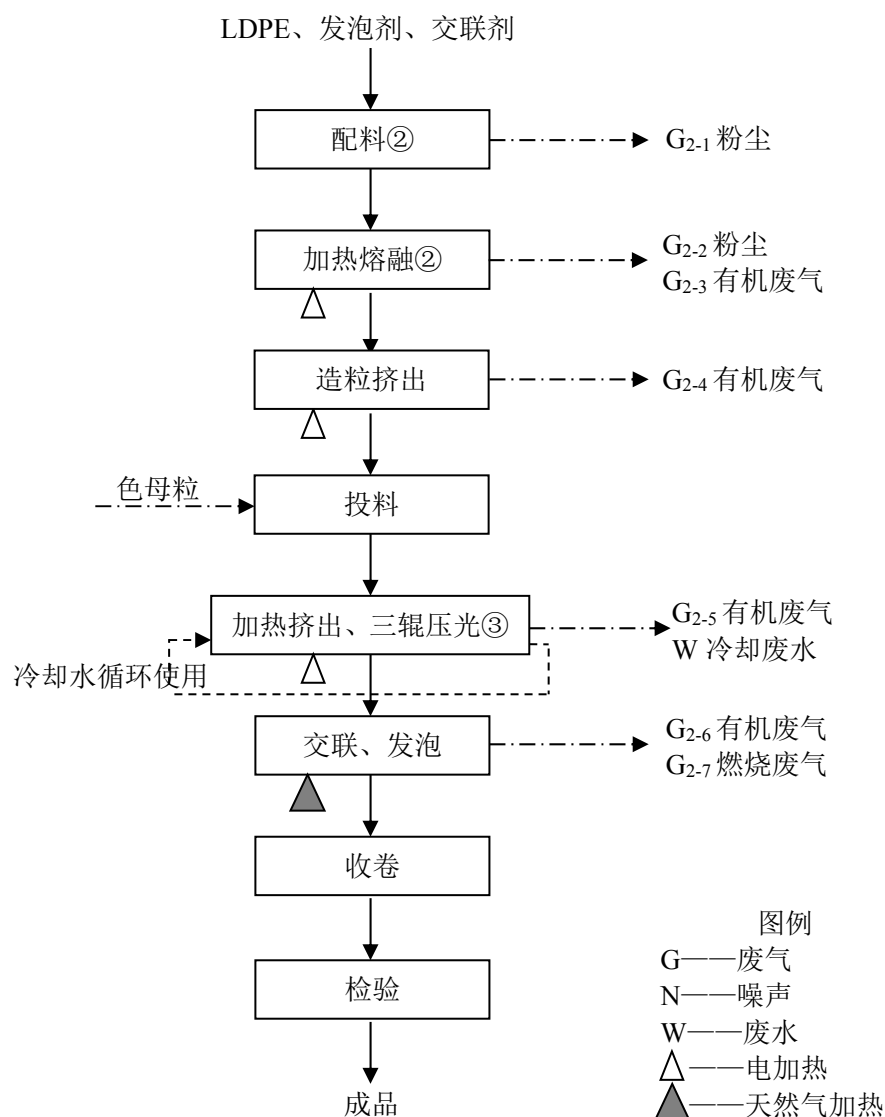 LDPE、发泡剂、交联剂
配料②
G2-1 粉尘
加热熔融②
G2-2 粉尘
G2-3 有机废气
造粒挤出
G2-4 有机废气
色母粒
投料
加热挤出、三辊压光③
G2-5 有机废气
W 冷却废水
冷却水循环使用
交联、发泡
G2-6 有机废气
G2-7 燃烧废气
收卷
检验
成品
图例
G——废气
N——噪声
W——废水
——电加热
——天然气加热